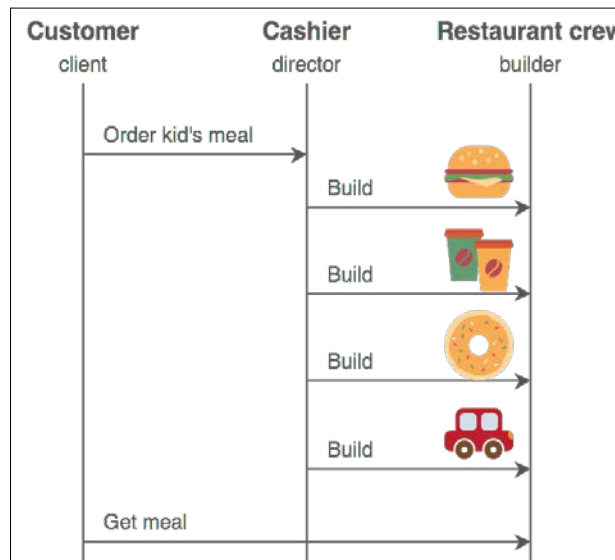 Customer Cashier Restaurant crew
client director builder
Order kid's meal
Build
Build
Build
Build
Get meal